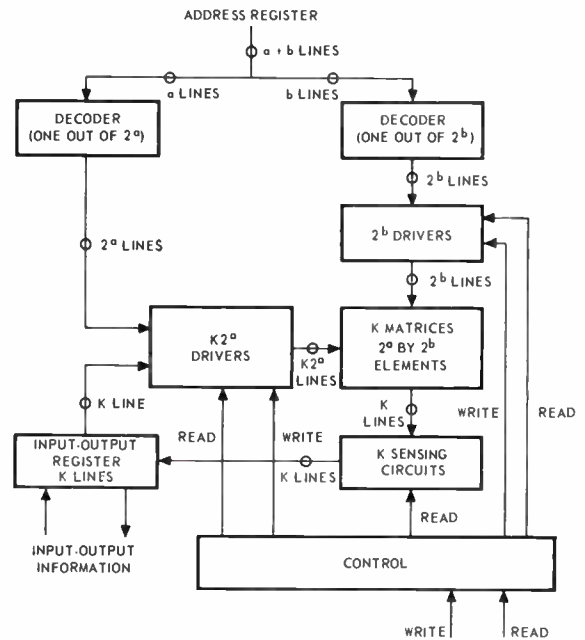 ADDRESS REGISTER
a + b LINES
a LINES
b LINES
DECODER
(ONE OUT OF 2ᵃ)
DECODER
(ONE OUT OF 2ᵇ)
2ᵇ LINES
2ᵇ DRIVERS
2ᵃ LINES
2ᵇ LINES
K2ᵃ
DRIVERS
K2ᵃ
LINES
K MATRICES
2ᵃ BY 2ᵇ
ELEMENTS
K LINE
K
LINES
WRITE
READ
READ
WRITE
INPUT-OUTPUT
REGISTER
K LINES
K LINES
K SENSING
CIRCUITS
READ
INPUT-OUTPUT
INFORMATION
CONTROL
WRITE
READ